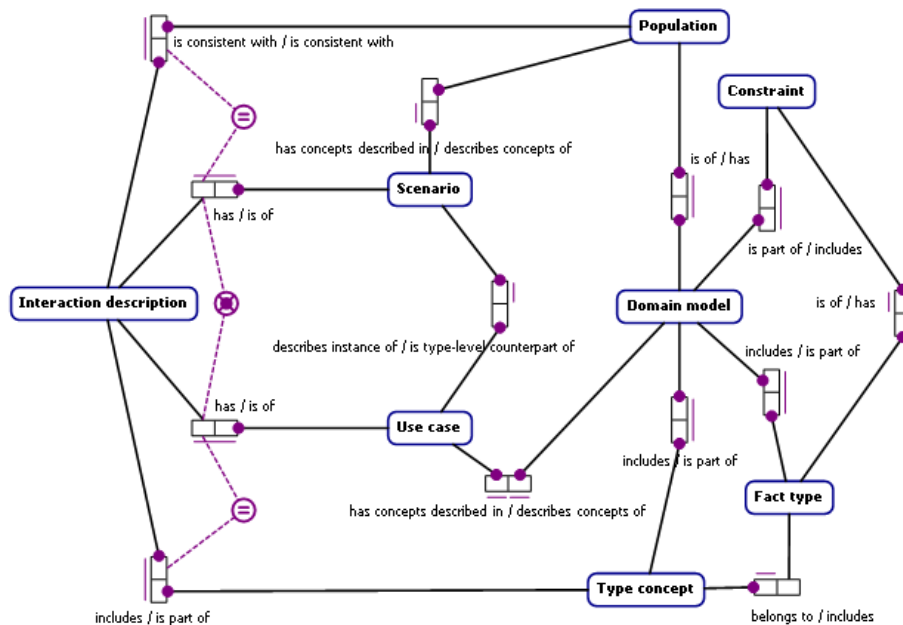 Population
is consistent with / is consistent with
Constraint
=
has concepts described in / describes concepts of
is of / has
Scenario
has / is of
is part of / includes
Interaction description
Domain model
is of / has
describes instance of / is type-level counterpart of
includes / is part of
has / is of
Use case
includes / is part of
Fact type
=
has concepts described in / describes concepts of
Type concept
includes / is part of
belongs to / includes